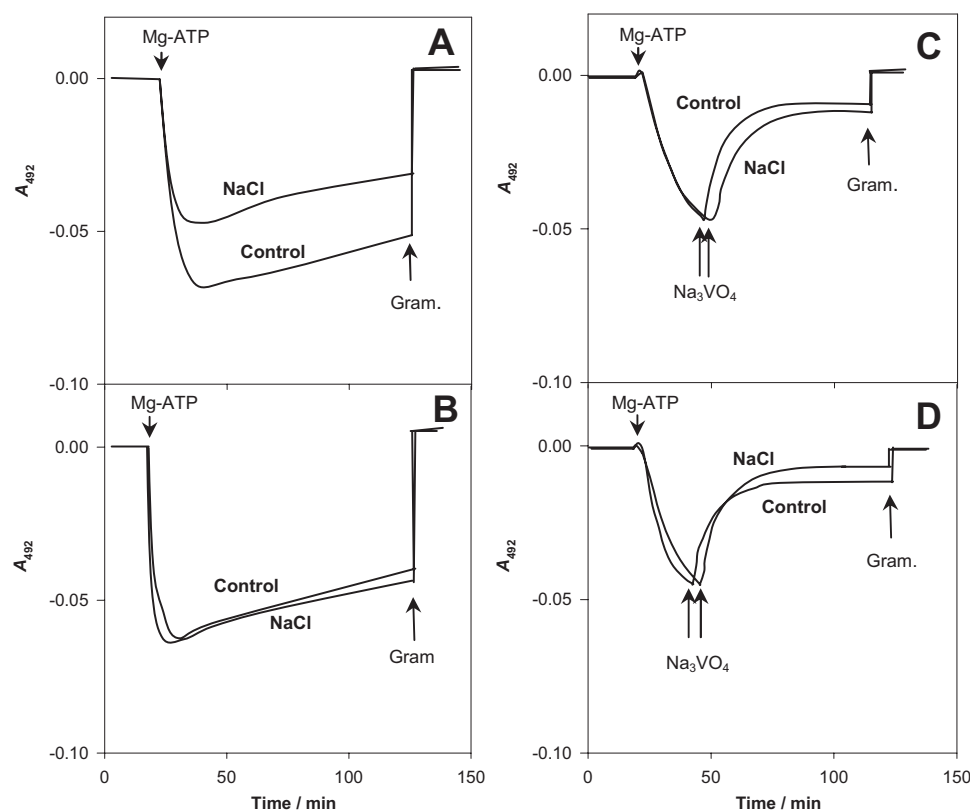 A
Mg-ATP
0.00
NaCl
A492
-0.05
Control
Gram.
-0.10
B
Mg-ATP
0.00
A492
Control
-0.05
NaCl
Gram
-0.10
0
50
100
150
Time / min
C
Mg-ATP
0.00
Control
NaCl
A492
Gram.
-0.05
Na3VO4
-0.10
D
Mg-ATP
0.00
NaCl
Control
A492
Gram.
-0.05
Na3VO4
-0.10
0
50
100
150
Time / min